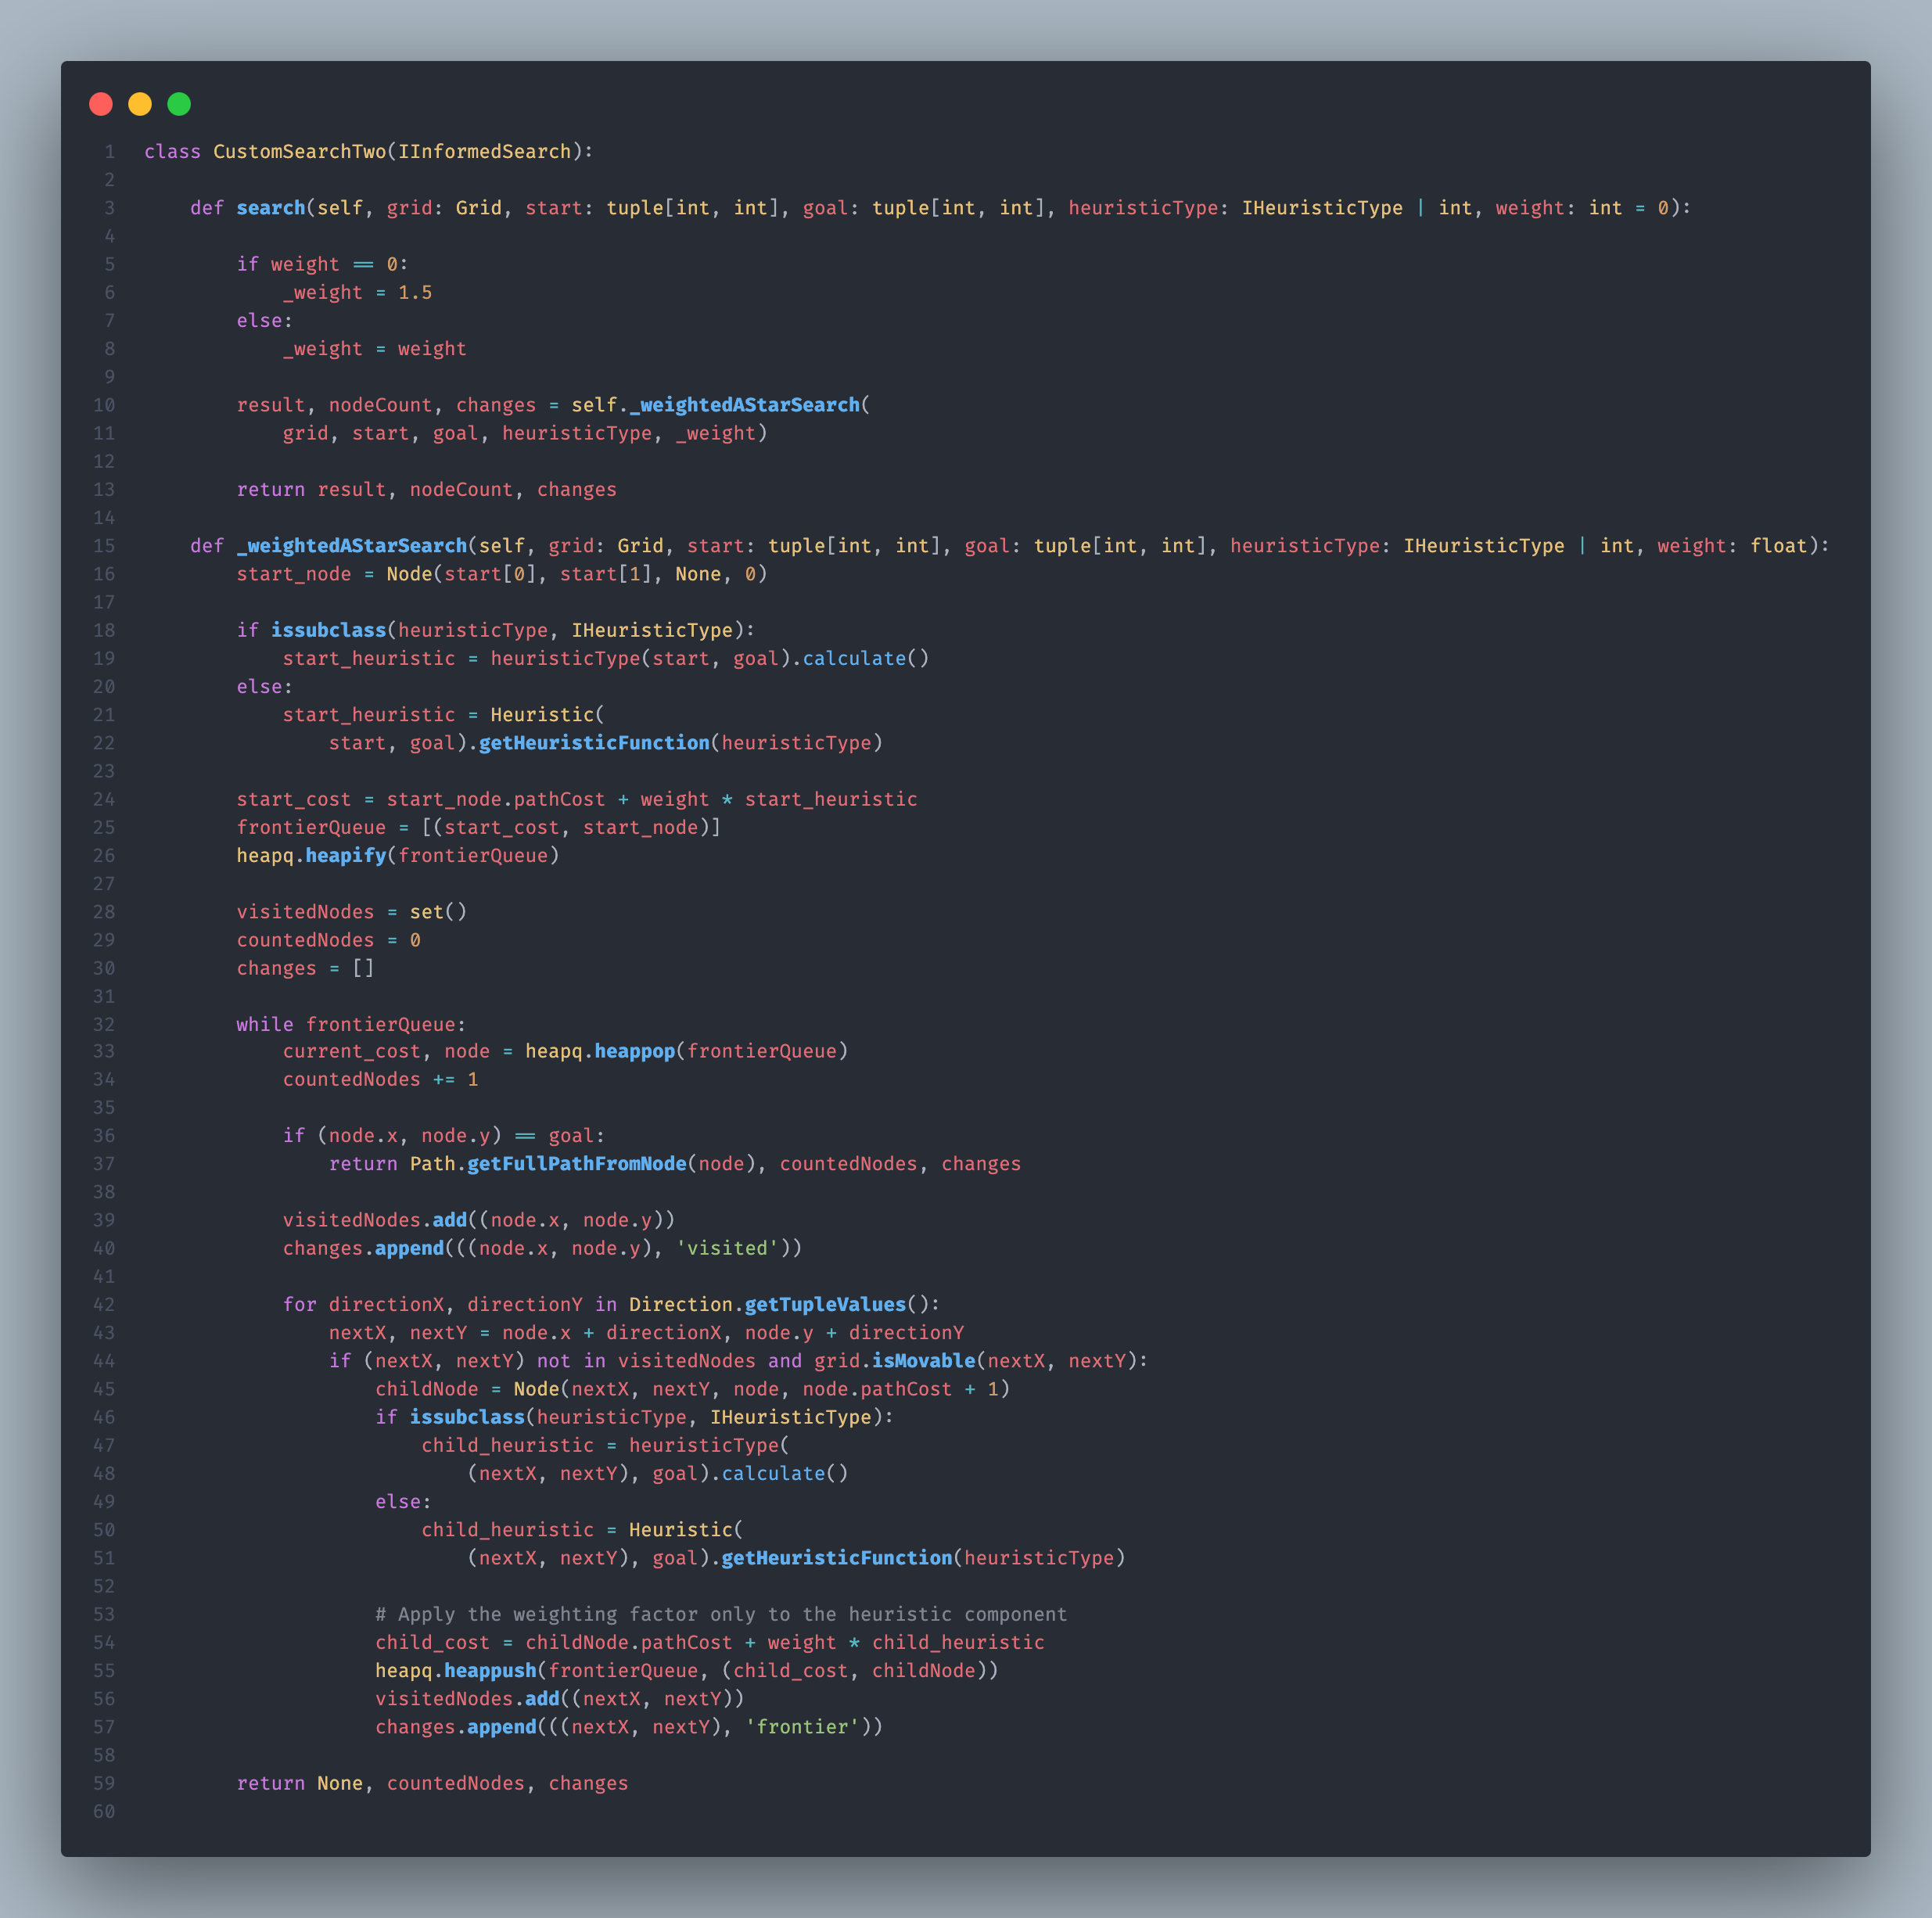 1 class CustomSearchTwo(IInformedSearch):
2
3     def search(self, grid: Grid, start: tuple[int, int], goal: tuple[int, int], heuristicType: IHeuristicType | int, weight: int = 0):
4
5         if weight == 0:
6             _weight = 1.5
7         else:
8             _weight = weight
9
10         result, nodeCount, changes = self._weightedAStarSearch(
11             grid, start, goal, heuristicType, _weight)
12
13         return result, nodeCount, changes
14
15     def _weightedAStarSearch(self, grid: Grid, start: tuple[int, int], goal: tuple[int, int], heuristicType: IHeuristicType | int, weight: float):
16         start_node = Node(start[0], start[1], None, 0)
17
18         if issubclass(heuristicType, IHeuristicType):
19             start_heuristic = heuristicType(start, goal).calculate()
20         else:
21             start_heuristic = Heuristic(
22                 start, goal).getHeuristicFunction(heuristicType)
23
24         start_cost = start_node.pathCost + weight * start_heuristic
25         frontierQueue = [(start_cost, start_node)]
26         heapq.heapify(frontierQueue)
27
28         visitedNodes = set()
29         countedNodes = 0
30         changes = []
31
32         while frontierQueue:
33             current_cost, node = heapq.heappop(frontierQueue)
34             countedNodes += 1
35
36             if (node.x, node.y) == goal:
37                 return Path.getFullPathFromNode(node), countedNodes, changes
38
39             visitedNodes.add((node.x, node.y))
40             changes.append(((node.x, node.y), 'visited'))
41
42             for directionX, directionY in Direction.getTupleValues():
43                 nextX, nextY = node.x + directionX, node.y + directionY
44                 if (nextX, nextY) not in visitedNodes and grid.isMovable(nextX, nextY):
45                     childNode = Node(nextX, nextY, node, node.pathCost + 1)
46                     if issubclass(heuristicType, IHeuristicType):
47                         child_heuristic = heuristicType(
48                             (nextX, nextY), goal).calculate()
49                     else:
50                         child_heuristic = Heuristic(
51                             (nextX, nextY), goal).getHeuristicFunction(heuristicType)
52
53                     # Apply the weighting factor only to the heuristic component
54                     child_cost = childNode.pathCost + weight * child_heuristic
55                     heapq.heappush(frontierQueue, (child_cost, childNode))
56                     visitedNodes.add((nextX, nextY))
57                     changes.append(((nextX, nextY), 'frontier'))
58
59         return None, countedNodes, changes
60